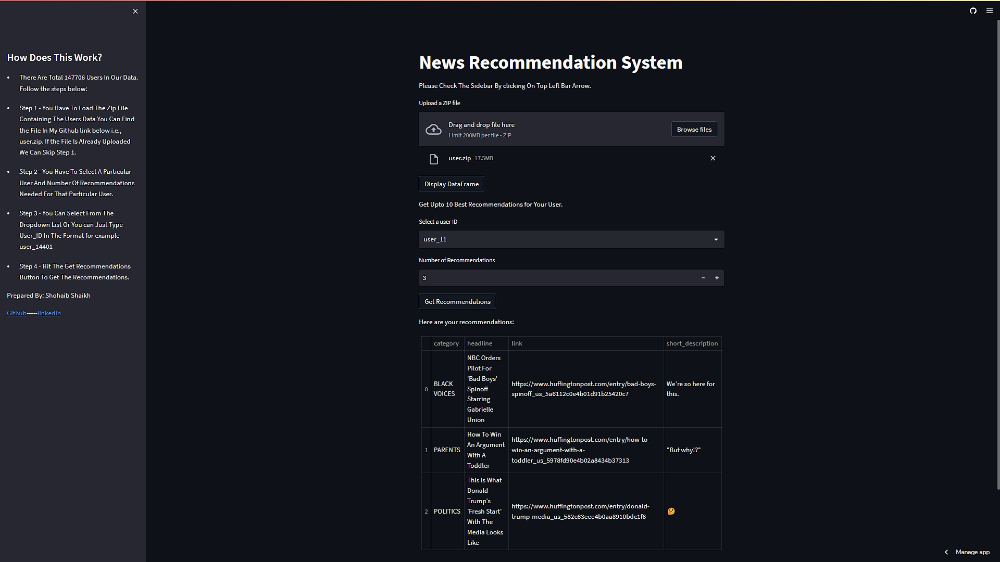 How Does This Work?
There Are Total 147706 Users In Our Data.
Follow the steps below:
Step 1 - You Have To Load The Zip File
Containing The Users Data You Can Find
the File In My Github link below i.e.,
user.zip. If the File Is Already Uploaded
We Can Skip Step 1.
Step 2 - You Have To Select A Particular
User And Number Of Recommendations
Needed For That Particular User.
Step 3 - You Can Select From The
Dropdown List Or You can Just Type
User_ID In The Format for example
user_14401
Step 4 - Hit The Get Recommendations
Button To Get The Recommendations.
Prepared By: Shohaib Shaikh
Github-----linkedIn
News Recommendation System
Please Check The Sidebar By clicking On Top Left Bar Arrow.
Upload a ZIP file
Drag and drop file here
Limit 200MB per file • ZIP
Browse files
user.zip 17.5MB
Display DataFrame
Get Upto 10 Best Recommendations for Your User.
Select a user ID
user_11
Number of Recommendations
3
Get Recommendations
Here are your recommendations:
category headline link short_description
0
BLACK
VOICES
NBC Orders
Pilot For
'Bad Boys'
Spinoff
Starring
Gabrielle
Union
https://www.huffingtonpost.com/entry/bad-boys-
spinoff_us_5a6112c0e4b01d91b25420c7
We're so here for
this.
1
PARENTS
How To Win
An Argument
With A
Toddler
https://www.huffingtonpost.com/entry/how-to-
win-an-argument-with-a-
toddler_us_5978fd90e4b02a8434b37313
"But why!?"
2
POLITICS
This Is What
Donald
Trump's
'Fresh Start'
With The
Media Looks
Like
https://www.huffingtonpost.com/entry/donald-
trump-media_us_582c63eee4b0aa8910bdc1f6
🤔
Manage app